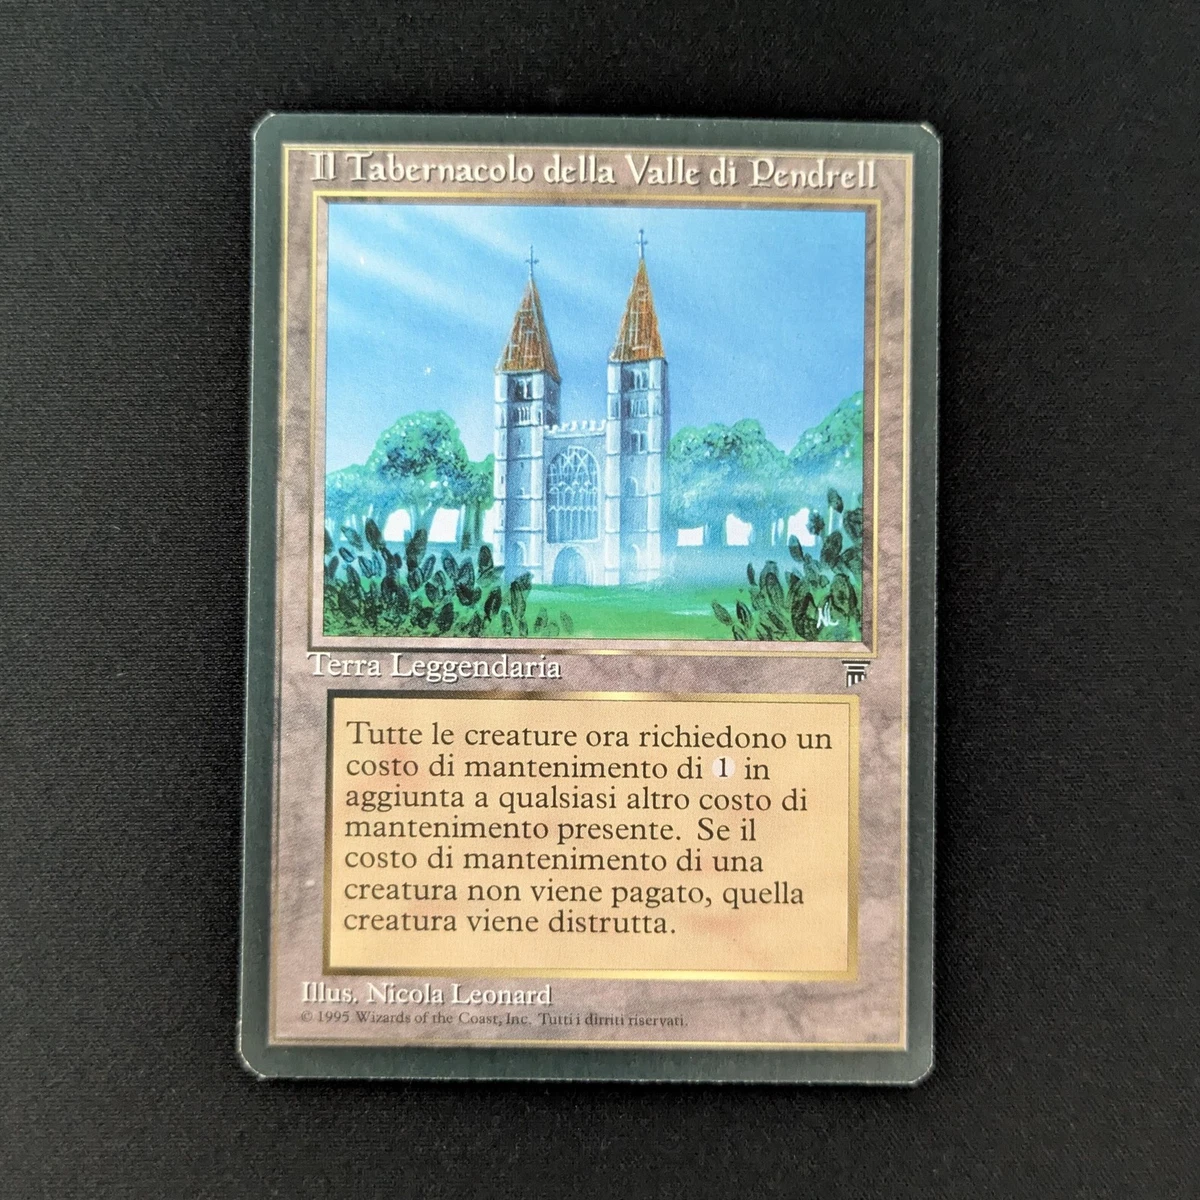 Il Tabernacolo della Valle di Pendrell
NL
Terra Leggendaria
Tutte le creature ora richiedono un
costo di mantenimento di 1 in
aggiunta a qualsiasi altro costo di
mantenimento presente. Se il
costo di mantenimento di una
creatura non viene pagato, quella
creatura viene distrutta.
Illus. Nicola Leonard
© 1995 Wizards of the Coast, Inc. Tutti i dirriti riservati.